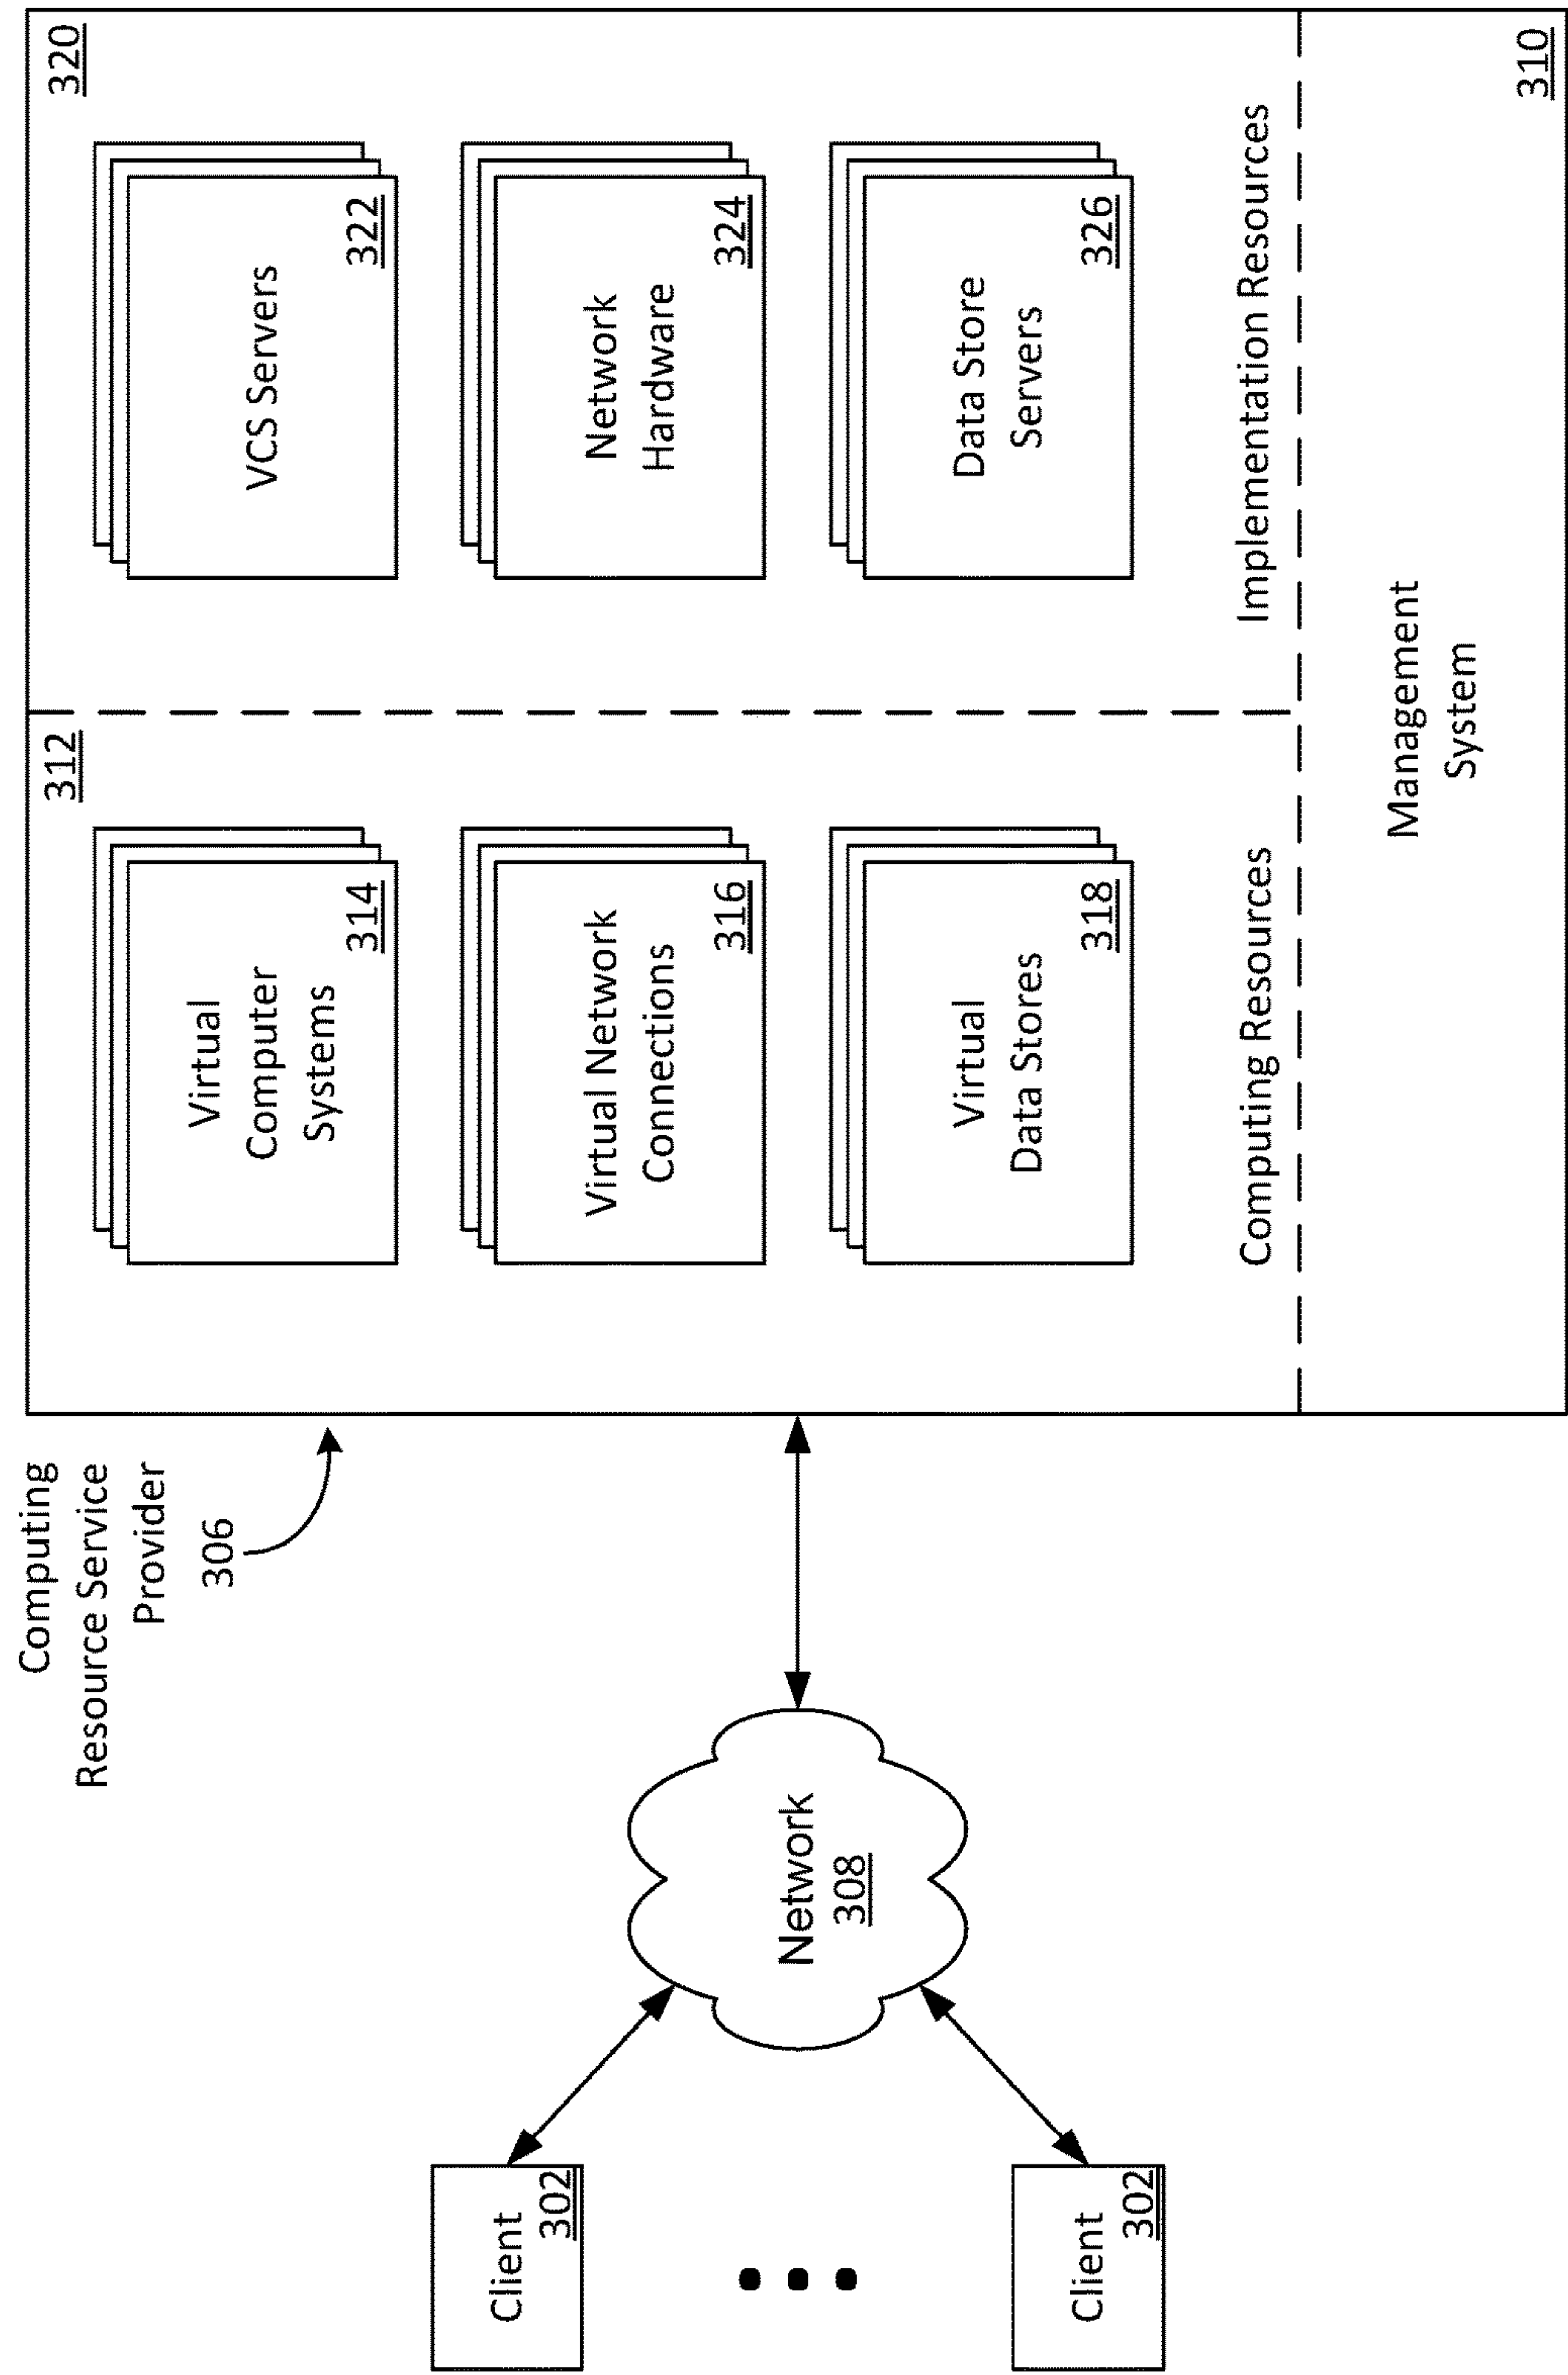 Computing
Resource Service
Provider
306
312
320
Virtual
Computer
Systems
314
VCS Servers
322
Virtual Network
Connections
316
Network
Hardware
324
Virtual
Data Stores
318
Data Store
Servers
326
Computing Resources
Implementation Resources
Management
System
310
Network
308
Client
302
Client
302